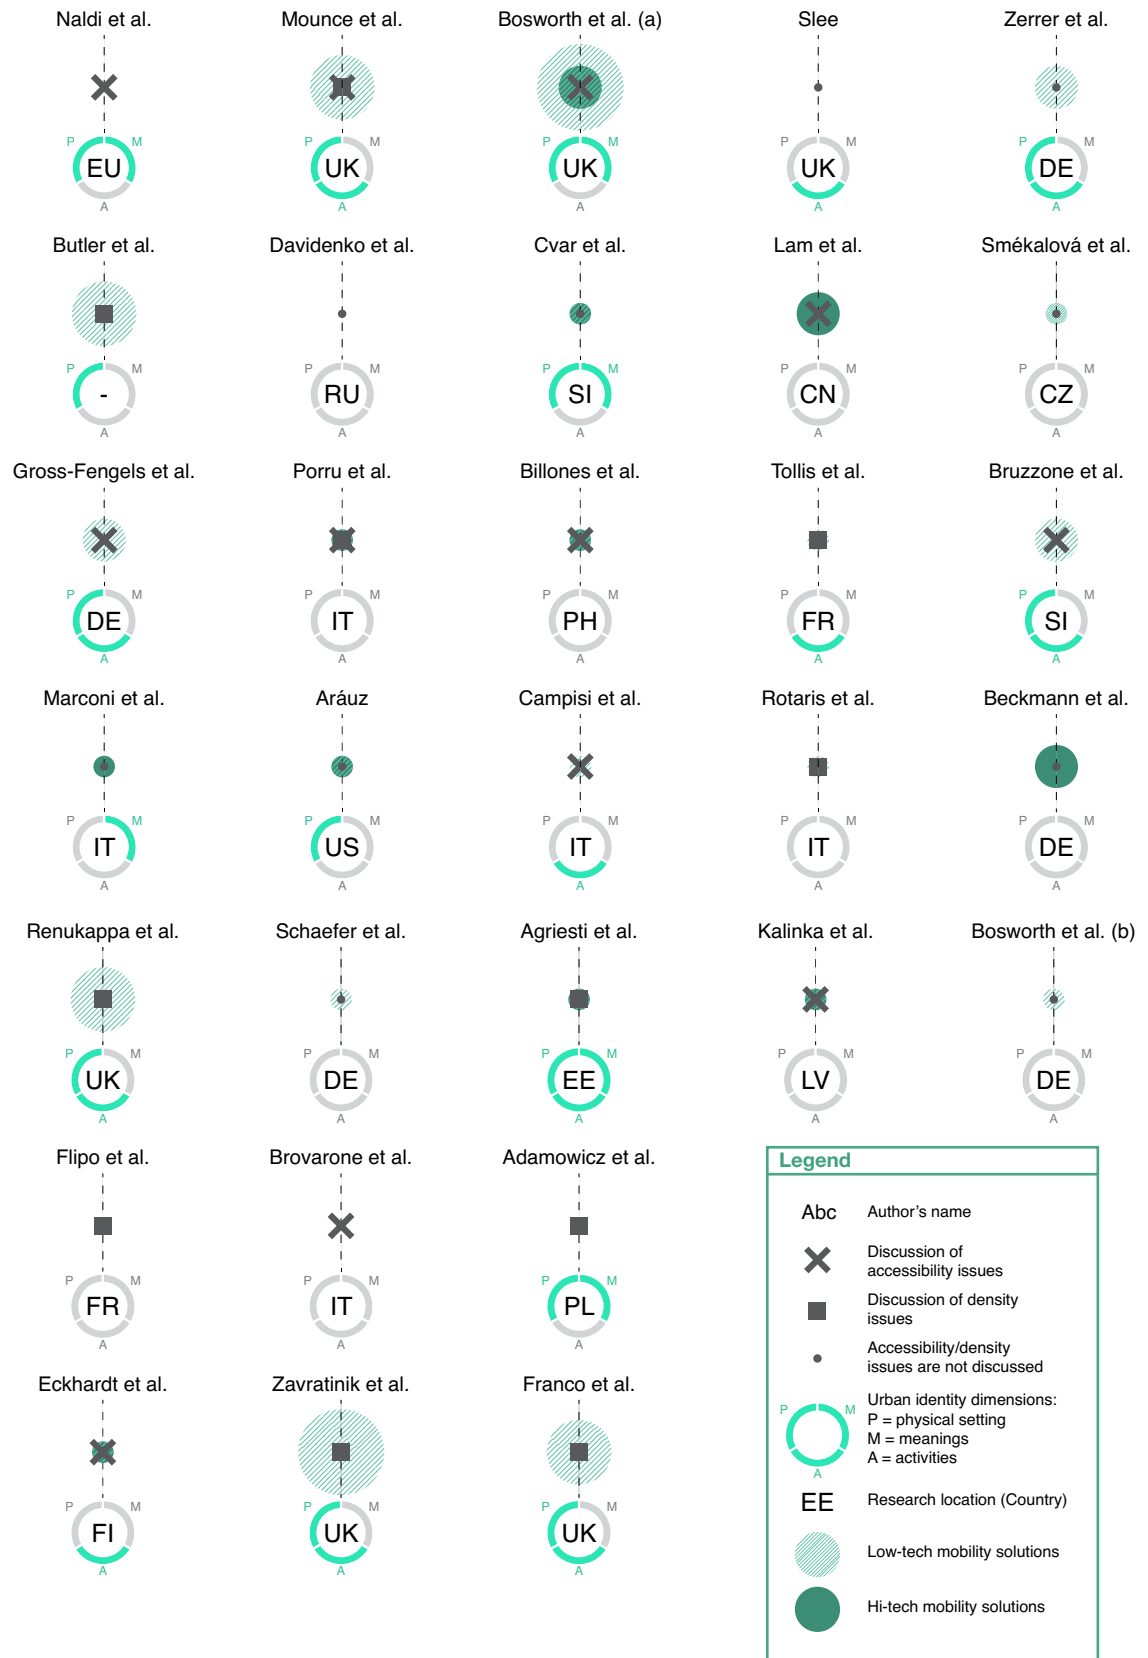 Naldi et al.
Mounce et al.
Bosworth et al. (a)
Slee
Zerrer et al.
P M
EU
A
P M
UK
A
P M
UK
A
P M
UK
A
P M
DE
A
Butler et al.
Davidenko et al.
Cvar et al.
Lam et al.
Smékalová et al.
P M
-
A
P M
RU
A
P M
SI
A
P M
CN
A
P M
CZ
A
Gross-Fengels et al.
Porru et al.
Billones et al.
Tollis et al.
Bruzzone et al.
P M
DE
A
P M
IT
A
P M
PH
A
P M
FR
A
P M
SI
A
Marconi et al.
Aráuz
Campisi et al.
Rotaris et al.
Beckmann et al.
P M
IT
A
P M
US
A
P M
IT
A
P M
IT
A
P M
DE
A
Renukappa et al.
Schaefer et al.
Agriesti et al.
Kalinka et al.
Bosworth et al. (b)
P M
UK
A
P M
DE
A
P M
EE
A
P M
LV
A
P M
DE
A
Flipo et al.
Brovarone et al.
Adamowicz et al.
P M
FR
A
P M
IT
A
P M
PL
A
Eckhardt et al.
Zavratinik et al.
Franco et al.
P M
FI
A
P M
UK
A
P M
UK
A
Legend
Abc Author’s name
Discussion of
accessibility issues
Discussion of density
issues
Accessibility/density
issues are not discussed
P M
A
Urban identity dimensions:
P = physical setting
M = meanings
A = activities
EE Research location (Country)
Low-tech mobility solutions
Hi-tech mobility solutions